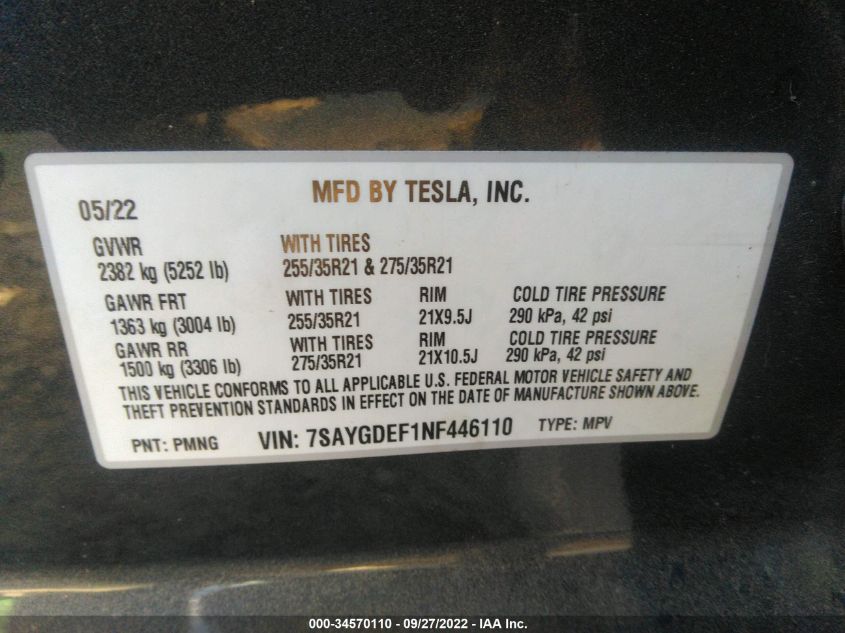 MFD BY TESLA, INC.
05/22
GVWR WITH TIRES
2382 kg (5252 lb) 255/35R21 & 275/35R21
GAWR FRT WITH TIRES RIM COLD TIRE PRESSURE
1363 kg (3004 lb) 255/35R21 21X9.5J 290 kPa, 42 psi
GAWR RR WITH TIRES RIM COLD TIRE PRESSURE
1500 kg (3306 lb) 275/35R21 21X10.5J 290 kPa, 42 psi
THIS VEHICLE CONFORMS TO ALL APPLICABLE U.S. FEDERAL MOTOR VEHICLE SAFETY AND
THEFT PREVENTION STANDARDS IN EFFECT ON THE DATE OF MANUFACTURE SHOWN ABOVE.
PNT: PMNG VIN: 7SAYGDEF1NF446110 TYPE: MPV
000-34570110 - 09/27/2022 - IAA Inc.